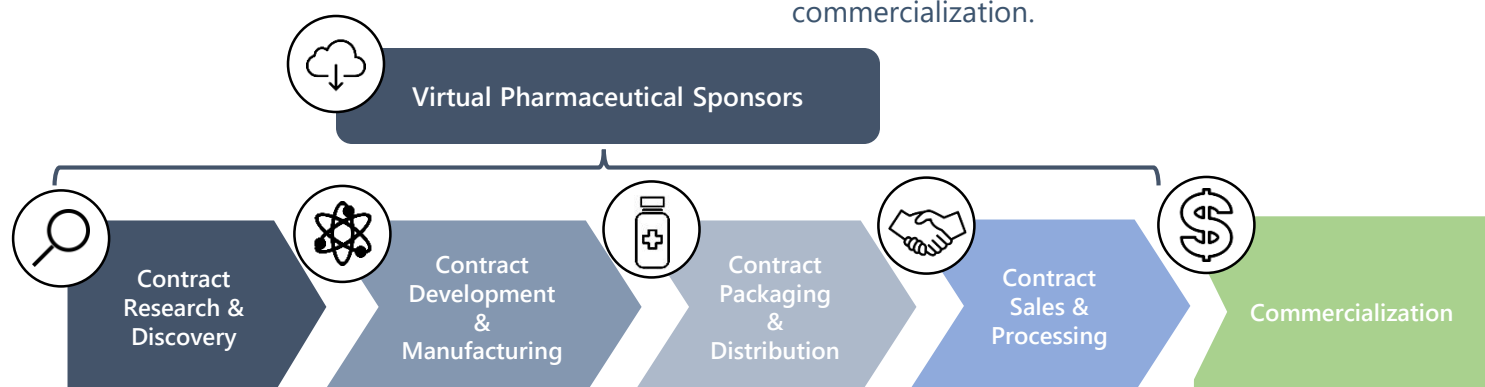 commercialization.
Virtual Pharmaceutical Sponsors
Contract
Research &
Discovery
Contract
Development
&
Manufacturing
Contract
Packaging
&
Distribution
Contract
Sales &
Processing
Commercialization